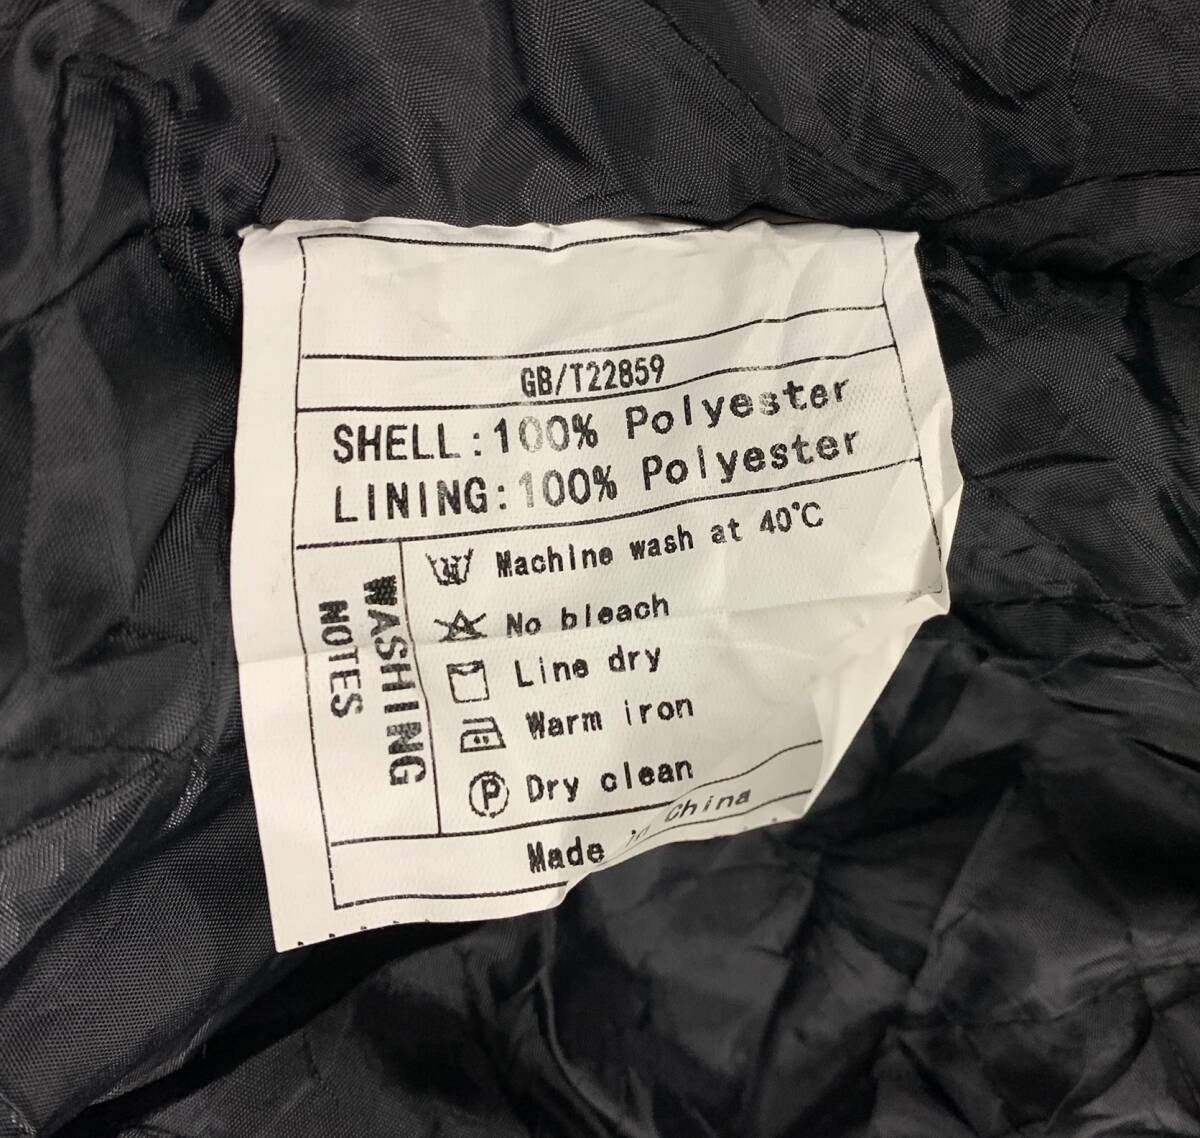 GB/T22859
SHELL:100% Polyester
LINING:100% Polyester
WASHING
NOTES
Machine wash at 40℃
No bleach
Line dry
Warm iron
P Dry clean
Made in China